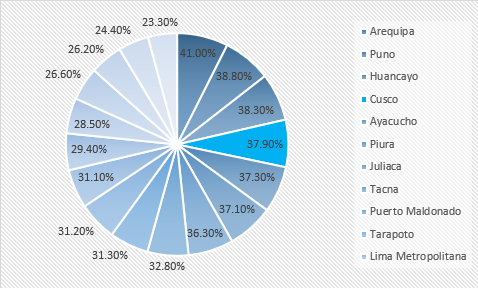 41.00%
38.80%
38.30%
37.90%
37.30%
37.10%
36.30%
32.80%
31.30%
31.20%
31.10%
29.40%
28.50%
26.60%
26.20%
24.40%
23.30%
Arequipa
Puno
Huancayo
Cusco
Ayacucho
Piura
Juliaca
Tacna
Puerto Maldonado
Tarapoto
Lima Metropolitana